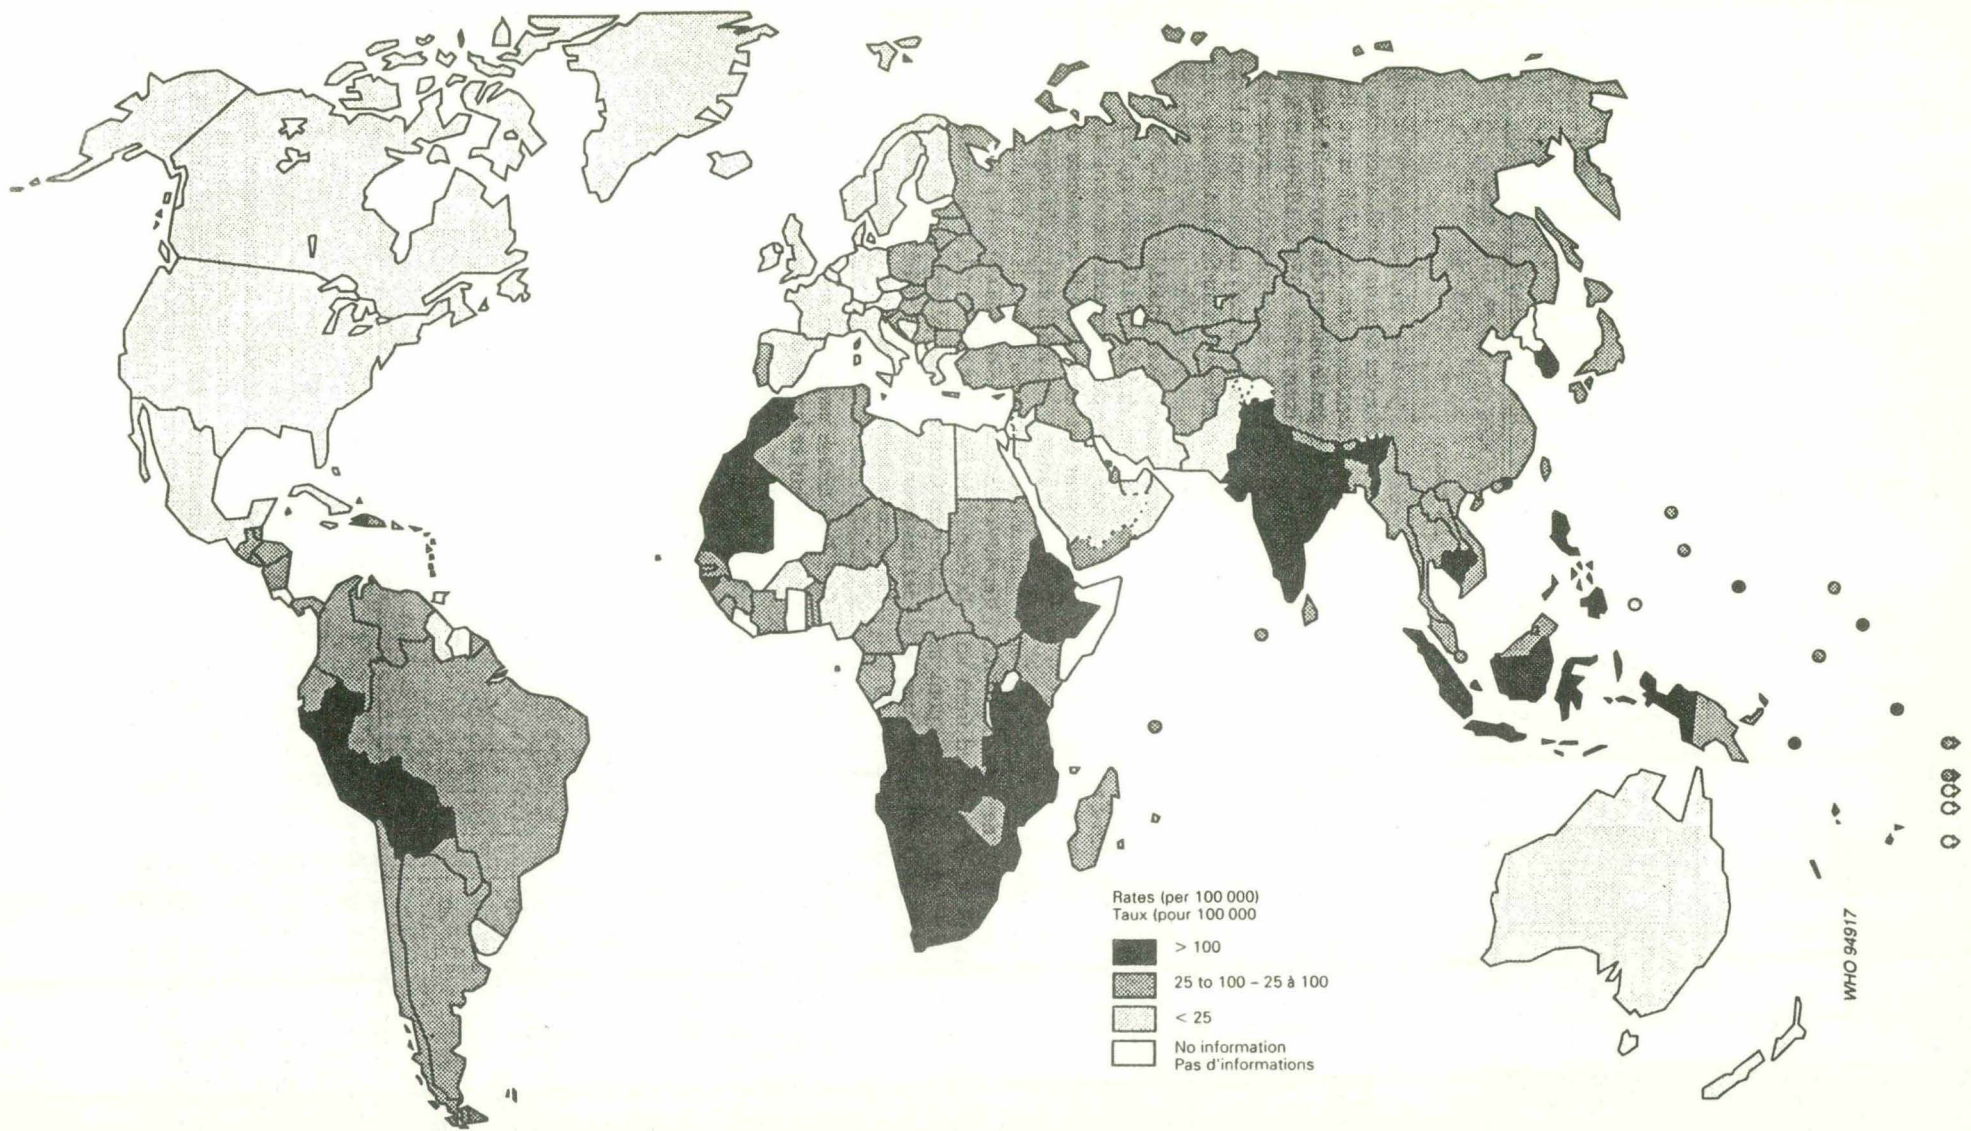 Rates (per 100 000)
Taux (pour 100 000
> 100
25 to 100 – 25 à 100
< 25
No information
Pas d'informations
WHO 94917